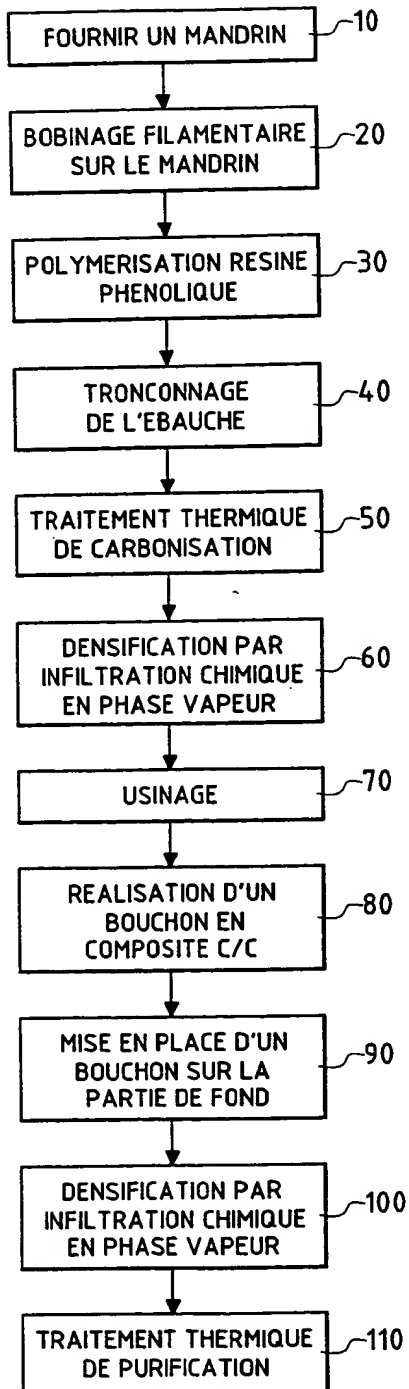 FOURNIR UN MANDRIN
10
BOBINAGE FILAMENTAIRE
SUR LE MANDRIN
20
POLYMERISATION RESINE
PHENOLIQUE
30
TRONCONNAGE
DE L'EBAUCHE
40
TRAITEMENT THERMIQUE
DE CARBONISATION
50
DENSIFICATION PAR
INFILTRATION CHIMIQUE
EN PHASE VAPEUR
60
USINAGE
70
REALISATION D'UN
BOUCHON EN
COMPOSITE C/C
80
MISE EN PLACE D'UN
BOUCHON SUR LA
PARTIE DE FOND
90
DENSIFICATION PAR
INFILTRATION CHIMIQUE
EN PHASE VAPEUR
100
TRAITEMENT THERMIQUE
DE PURIFICATION
110